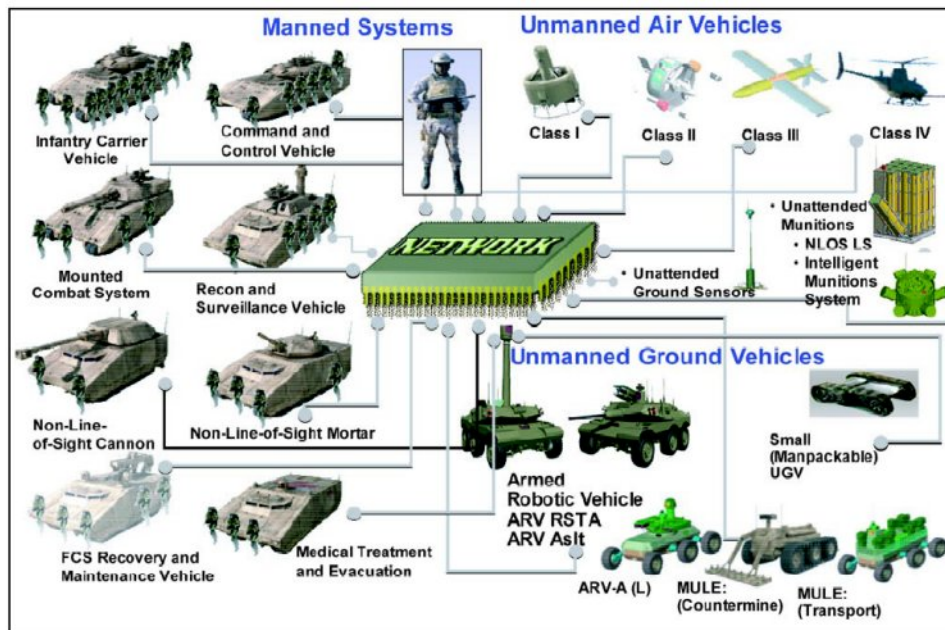 Manned Systems
Unmanned Air Vehicles
Infantry Carrier
Vehicle
Command and
Control Vehicle
Class I
Class II
Class III
Class IV
Mounted
Combat System
Recon and
Surveillance Vehicle
NETWORK
• Unattended
Ground Sensors
• Unattended
Munitions
• NLOS LS
• Intelligent
Munitions
System
Non-Line-
of-Sight Cannon
Non-Line-of-Sight Mortar
Unmanned Ground Vehicles
Armed
Robotic Vehicle
ARV RSTA
ARV Aslt
Small
(Manpackable)
UGV
FCS Recovery and
Maintenance Vehicle
Medical Treatment
and Evacuation
ARV-A (L)
MULE:
(Countermine)
MULE:
(Transport)